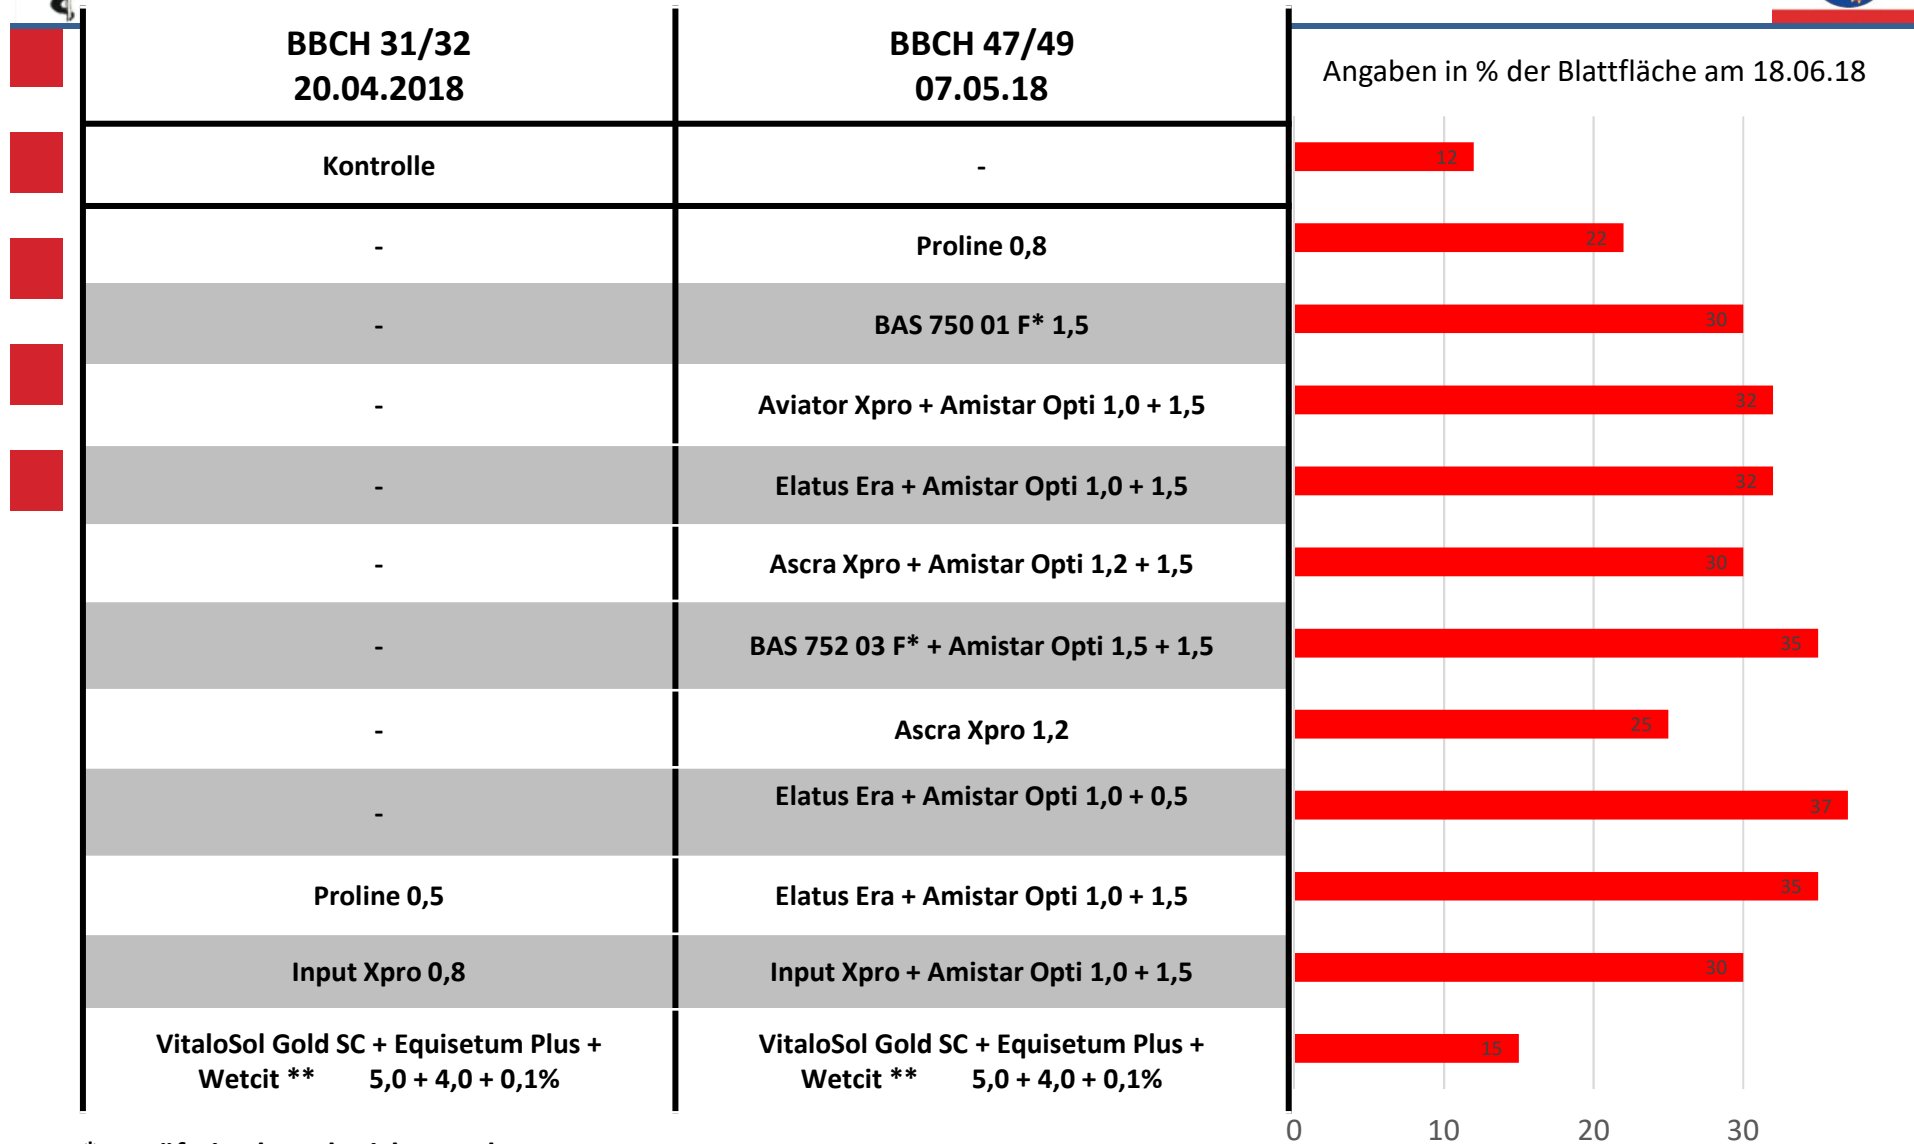 BBCH 31/32
20.04.2018
BBCH 47/49
07.05.18
Angaben in % der Blattfläche am 18.06.18
Kontrolle
-
12
-
Proline 0,8
22
-
BAS 750 01 F* 1,5
30
-
Aviator Xpro + Amistar Opti 1,0 + 1,5
32
-
Elatus Era + Amistar Opti 1,0 + 1,5
32
-
Ascra Xpro + Amistar Opti 1,2 + 1,5
30
-
BAS 752 03 F* + Amistar Opti 1,5 + 1,5
35
-
Ascra Xpro 1,2
25
-
Elatus Era + Amistar Opti 1,0 + 0,5
37
Proline 0,5
Elatus Era + Amistar Opti 1,0 + 1,5
35
Input Xpro 0,8
Input Xpro + Amistar Opti 1,0 + 1,5
30
VitaloSol Gold SC + Equisetum Plus +
Wetcit ** 5,0 + 4,0 + 0,1%
VitaloSol Gold SC + Equisetum Plus +
Wetcit ** 5,0 + 4,0 + 0,1%
15
0 10 20 30